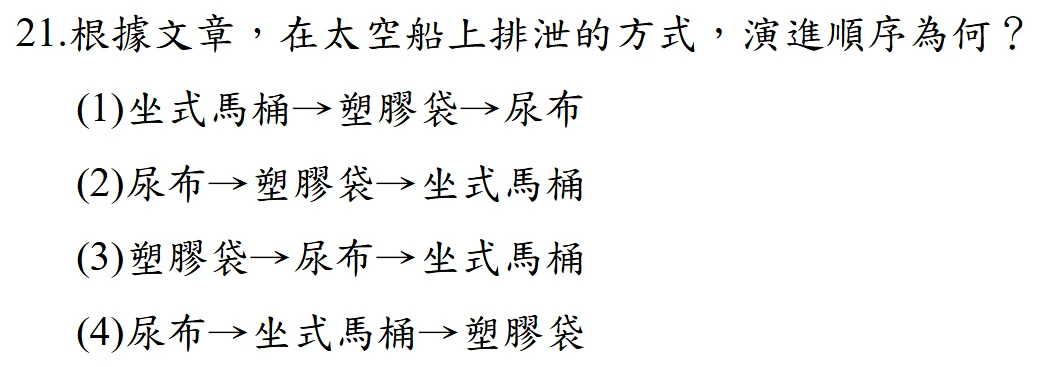 21.根據文章，在太空船上排泄的方式，演進順序為何？
(1)坐式馬桶→塑膠袋→尿布
(2)尿布→塑膠袋→坐式馬桶
(3)塑膠袋→尿布→坐式馬桶
(4)尿布→坐式馬桶→塑膠袋